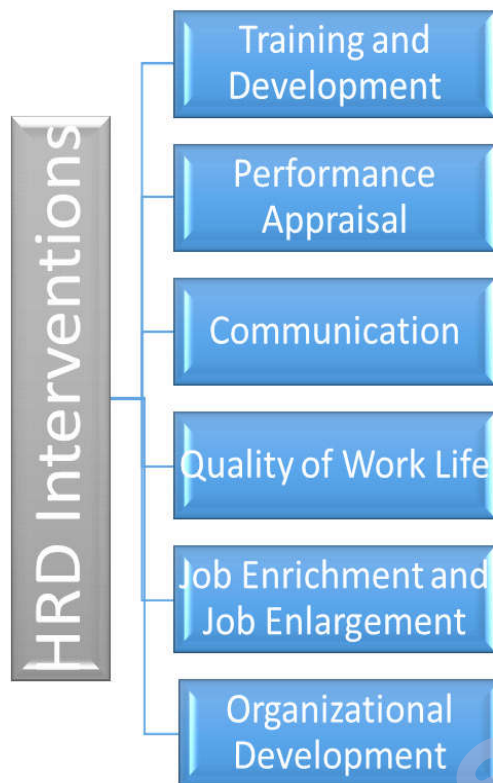 HRD Interventions
Training and
Development
Performance
Appraisal
Communication
Quality of Work Life
Job Enrichment and
Job Enlargement
Organizational
Development